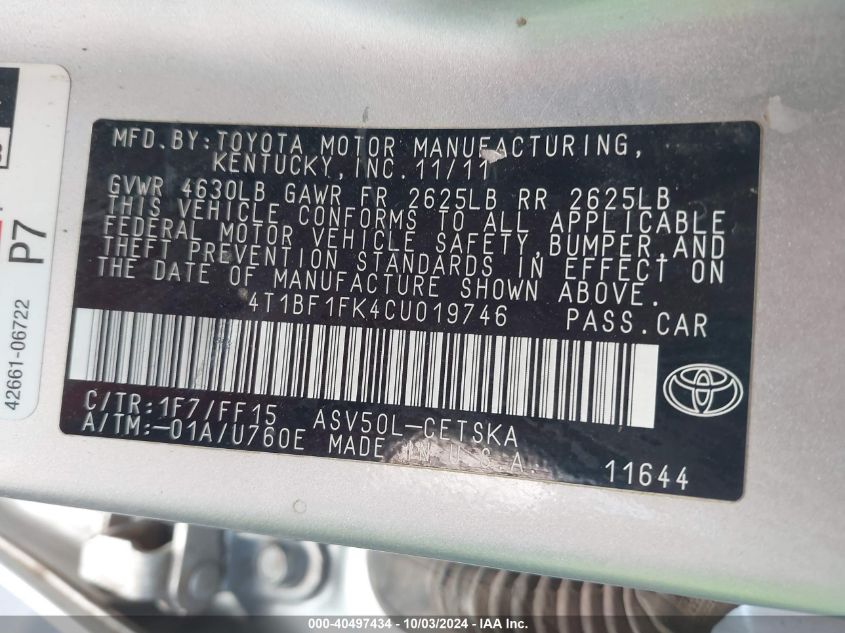 MFD.BY:TOYOTA MOTOR MANUFACTURING,
KENTUCKY,INC.11/11
GVWR 4630LB GAWR FR 2625LB RR 2625LB
THIS VEHICLE CONFORMS TO ALL APPLICABLE
FEDERAL MOTOR VEHICLE SAFETY,BUMPER,AND
THEFT PREVENTION STANDARDS IN EFFECT ON
THE DATE OF MANUFACTURE SHOWN ABOVE.
4T1BF1FK4CU019746 PASS.CAR
C/TR:1F7/FF15 ASV50L-CETSKA
A/TM:-01A/U760E MADE IN U.S.A. 11644
P7
42661-06722
000-40497434 - 10/03/2024 - IAA Inc.